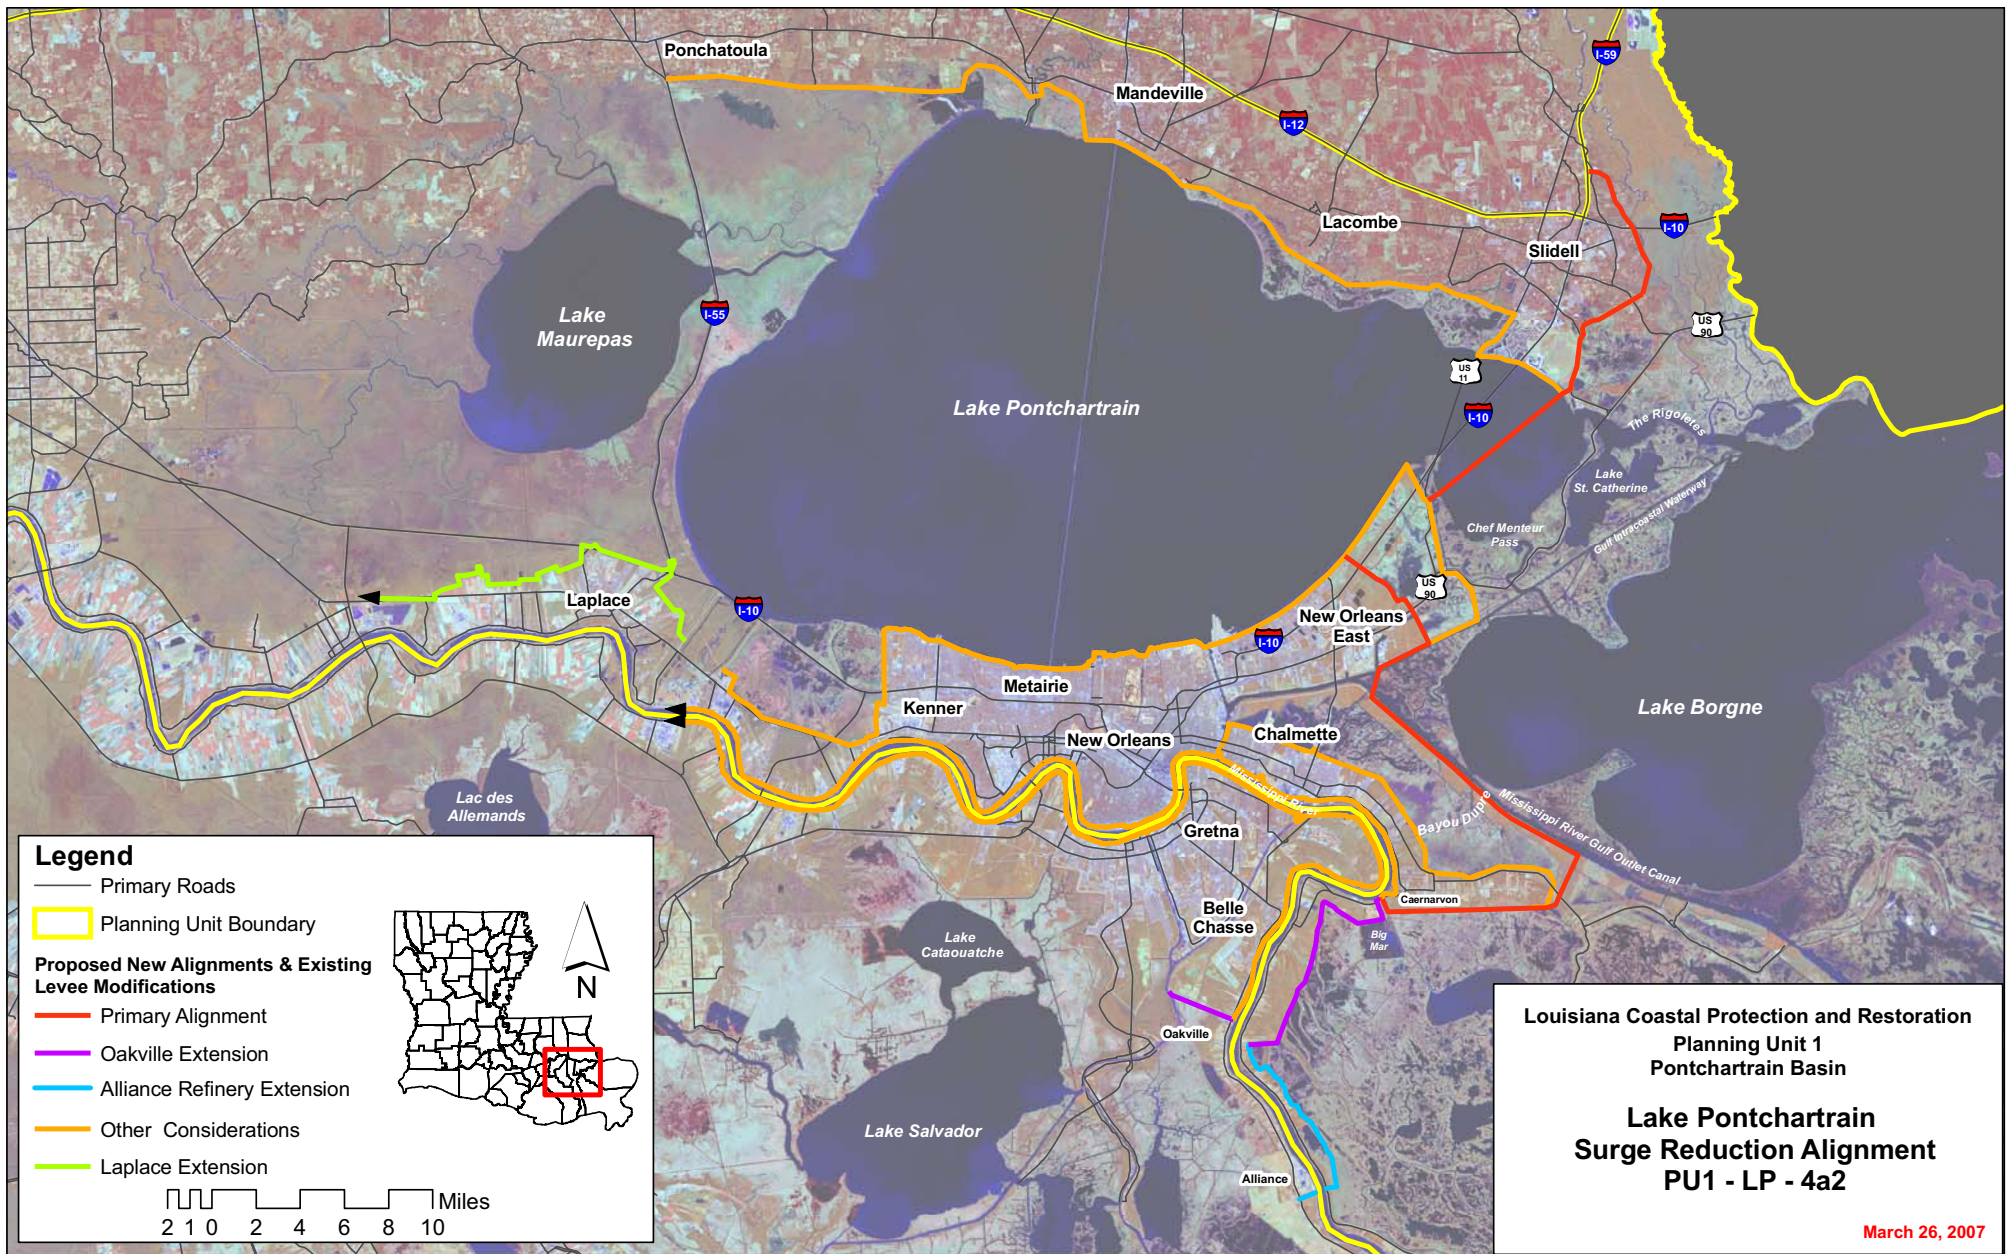 Ponchatoula
Mandeville
I-59
I-12
Lacombe
I-10
Slidell
Lake
Maurepas
I-55
US
90
US
11
Lake Pontchartrain
I-10
The Rigoletes
Lake
St. Catherine
Gulf Intracoastal Waterway
Chef Menteur
Pass
US
90
Laplace
I-10
New Orleans
East
I-10
Metairie
Kenner
Lake Borgne
New Orleans
Chalmette
Mississippi River
Lac des
Allemands
Bayou Dupre
Mississippi River Gulf Outlet Canal
Gretna
Caernarvon
Belle
Chasse
Big
Mar
Lake
Cataouatche
Oakville
Lake Salvador
Alliance
Legend
Primary Roads
Planning Unit Boundary
Proposed New Alignments & Existing
Levee Modifications
Primary Alignment
Oakville Extension
Alliance Refinery Extension
Other Considerations
Laplace Extension
N
Miles
2 1 0 2 4 6 8 10
Louisiana Coastal Protection and Restoration
Planning Unit 1
Pontchartrain Basin
Lake Pontchartrain
Surge Reduction Alignment
PU1 - LP - 4a2
March 26, 2007